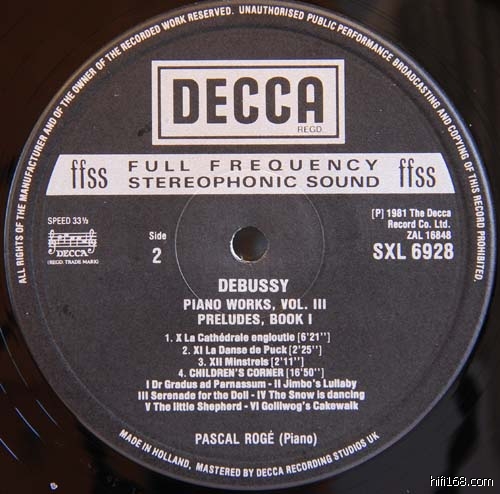 ALL RIGHTS OF THE MANUFACTURER AND OF THE OWNER OF THE RECORDED WORK RESERVED. UNAUTHORISED PUBLIC PERFORMANCE BROADCASTING AND COPYING OF THIS RECORD PROHIBITED.
DECCA
REGD.
ffss FULL FREQUENCY STEREOPHONIC SOUND ffss
SPEED 33⅓
DECCA
(REGD. TRADE MARK)
Side
2
[P] 1981 The Decca
Record Co. Ltd.
ZAL 16848
SXL 6928
DEBUSSY
PIANO WORKS, VOL. III
PRELUDES, BOOK I
1. X La Cathédrale engloutie [6'21'']
2. XI La Danse de Puck [2'25'']
3. XII Minstrels [2'11'']
4. CHILDREN'S CORNER [16'50'']
I Dr Gradus ad Parnassum - II Jimbo's Lullaby
III Serenade for the Doll - IV The Snow is dancing
V The little Shepherd - VI Golliwog's Cakewalk
PASCAL ROGÉ (Piano)
MADE IN HOLLAND, MASTERED BY DECCA RECORDING STUDIOS UK
hifi168.com